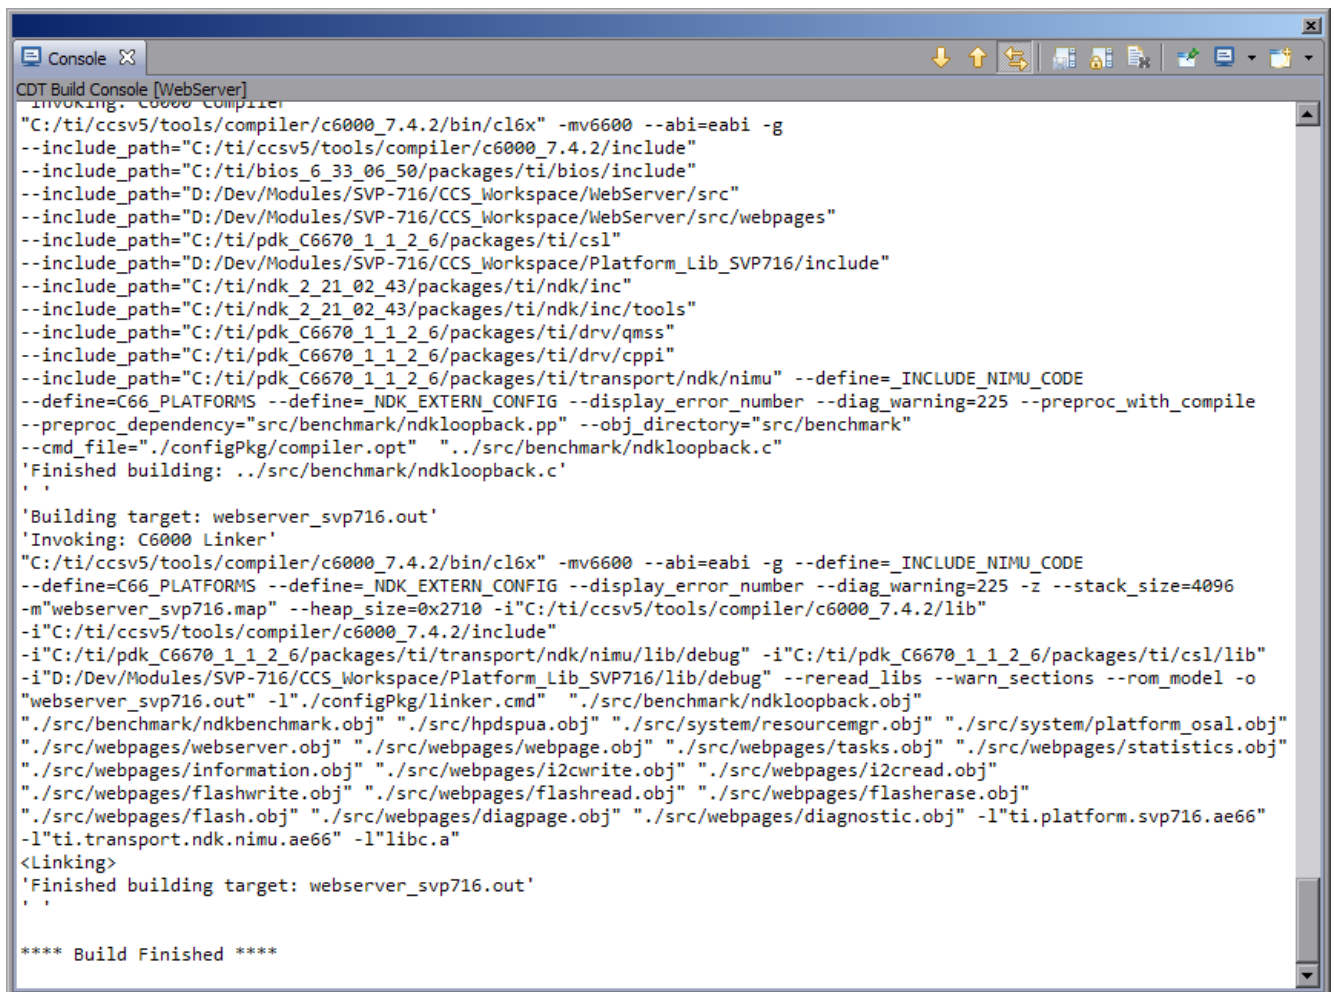 Console
CDT Build Console [WebServer]
'Invoking: C6000 Compiler'
"C:/ti/ccsv5/tools/compiler/c6000_7.4.2/bin/cl6x" -mv6600 --abi=eabi -g
--include_path="C:/ti/ccsv5/tools/compiler/c6000_7.4.2/include"
--include_path="C:/ti/bios_6_33_06_50/packages/ti/bios/include"
--include_path="D:/Dev/Modules/SVP-716/CCS_Workspace/WebServer/src"
--include_path="D:/Dev/Modules/SVP-716/CCS_Workspace/WebServer/src/webpages"
--include_path="C:/ti/pdk_C6670_1_1_2_6/packages/ti/csl"
--include_path="D:/Dev/Modules/SVP-716/CCS_Workspace/Platform_Lib_SVP716/include"
--include_path="C:/ti/ndk_2_21_02_43/packages/ti/ndk/inc"
--include_path="C:/ti/ndk_2_21_02_43/packages/ti/ndk/inc/tools"
--include_path="C:/ti/pdk_C6670_1_1_2_6/packages/ti/drv/qmss"
--include_path="C:/ti/pdk_C6670_1_1_2_6/packages/ti/drv/cppi"
--include_path="C:/ti/pdk_C6670_1_1_2_6/packages/ti/transport/ndk/nimu" --define=_INCLUDE_NIMU_CODE
--define=C66_PLATFORMS --define=_NDK_EXTERN_CONFIG --display_error_number --diag_warning=225 --preproc_with_compile
--preproc_dependency="src/benchmark/ndkloopback.pp" --obj_directory="src/benchmark"
--cmd_file="./configPkg/compiler.opt"  "../src/benchmark/ndkloopback.c"
'Finished building: ../src/benchmark/ndkloopback.c'
' '
'Building target: webserver_svp716.out'
'Invoking: C6000 Linker'
"C:/ti/ccsv5/tools/compiler/c6000_7.4.2/bin/cl6x" -mv6600 --abi=eabi -g --define=_INCLUDE_NIMU_CODE
--define=C66_PLATFORMS --define=_NDK_EXTERN_CONFIG --display_error_number --diag_warning=225 -z --stack_size=4096
-m"webserver_svp716.map" --heap_size=0x2710 -i"C:/ti/ccsv5/tools/compiler/c6000_7.4.2/lib"
-i"C:/ti/ccsv5/tools/compiler/c6000_7.4.2/include"
-i"C:/ti/pdk_C6670_1_1_2_6/packages/ti/transport/ndk/nimu/lib/debug" -i"C:/ti/pdk_C6670_1_1_2_6/packages/ti/csl/lib"
-i"D:/Dev/Modules/SVP-716/CCS_Workspace/Platform_Lib_SVP716/lib/debug" --reread_libs --warn_sections --rom_model -o
"webserver_svp716.out" -l"./configPkg/linker.cmd"  "./src/benchmark/ndkloopback.obj"
"./src/benchmark/ndkbenchmark.obj" "./src/hpdspua.obj" "./src/system/resourcemgr.obj" "./src/system/platform_osal.obj"
"./src/webpages/webserver.obj" "./src/webpages/webpage.obj" "./src/webpages/tasks.obj" "./src/webpages/statistics.obj"
"./src/webpages/information.obj" "./src/webpages/i2cwrite.obj" "./src/webpages/i2cread.obj"
"./src/webpages/flashwrite.obj" "./src/webpages/flashread.obj" "./src/webpages/flasherase.obj"
"./src/webpages/flash.obj" "./src/webpages/diagpage.obj" "./src/webpages/diagnostic.obj" -l"ti.platform.svp716.ae66"
-l"ti.transport.ndk.nimu.ae66" -l"libc.a"
<Linking>
'Finished building target: webserver_svp716.out'
' '
**** Build Finished ****